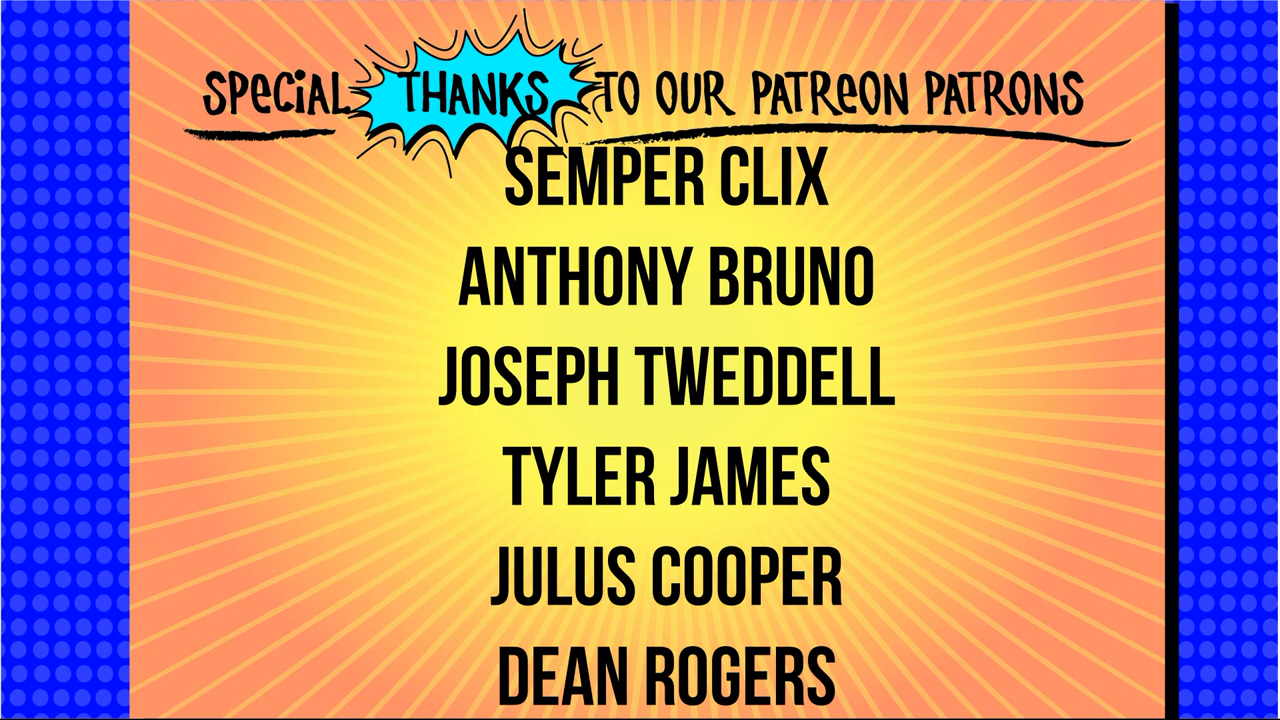 SPECiAL THANKS TO OUR PATREON PATRONS
SEMPER CLIX
ANTHONY BRUNO
JOSEPH TWEDDELL
TYLER JAMES
JULUS COOPER
DEAN ROGERS